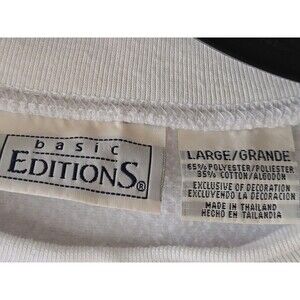 basic
EDITIONS®
LARGE/GRANDE
65% POLYESTER/POLIESTER
35% COTTON/ALGODON
EXCLUSIVE OF DECORATION
EXCLUYENDO LA DECORACION
MADE IN THAILAND
HECHO EN TAILANDIA